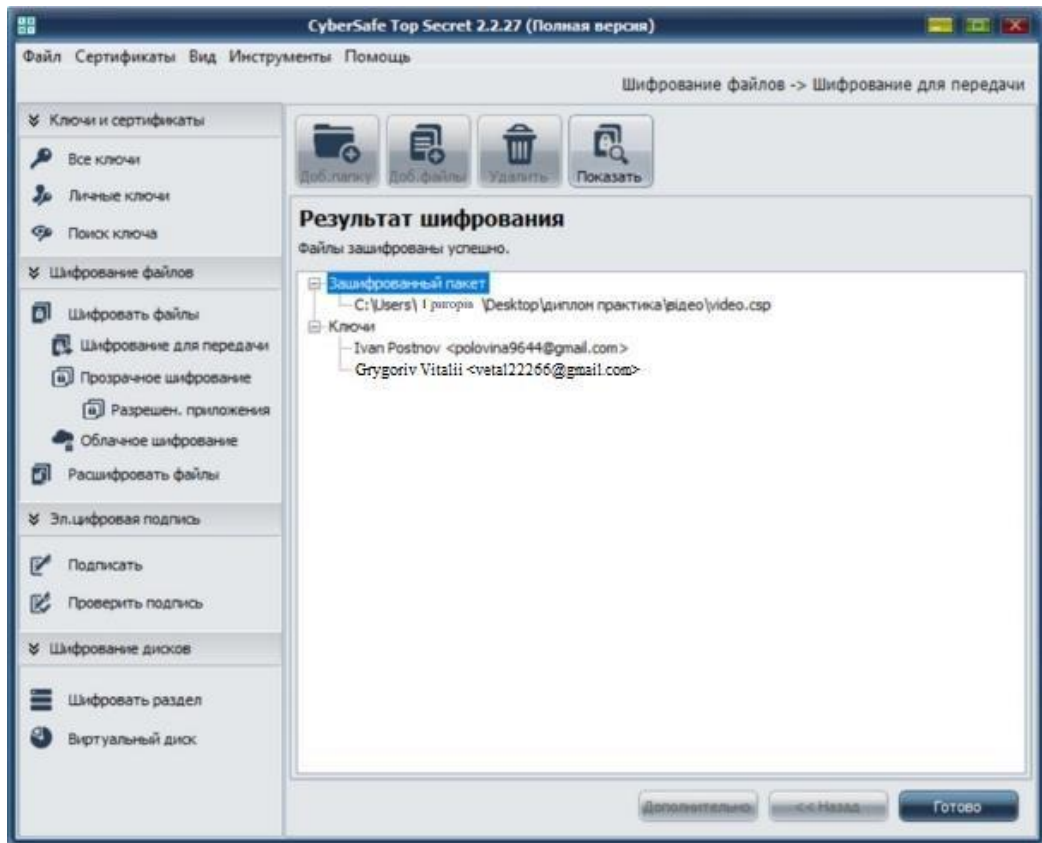 CyberSafe Top Secret 2.2.27 (Полная версия)
Файл Сертификаты Вид Инструменты Помощь
Шифрование файлов -> Шифрование для передачи
Ключи и сертификаты
Все ключи
Личные ключи
Поиск ключа
Шифрование файлов
Шифровать файлы
Шифрование для передачи
Прозрачное шифрование
Разрешен. приложения
Облачное шифрование
Расшифровать файлы
Эл.цифровая подпись
Подписать
Проверить подпись
Шифрование дисков
Шифровать раздел
Виртуальный диск
Доб.папку Доб.файлы Удалить Показать
Результат шифрования
Файлы зашифрованы успешно.
Зашифрованный пакет
C:\Users\ \Desktop\диплом практика\відео\video.csp
Ключи
Ivan Postnov <polovina9644@gmail.com>
Grygoriv Vitalii <vetal22266@gmail.com>
Дополнительно << Назад Готово